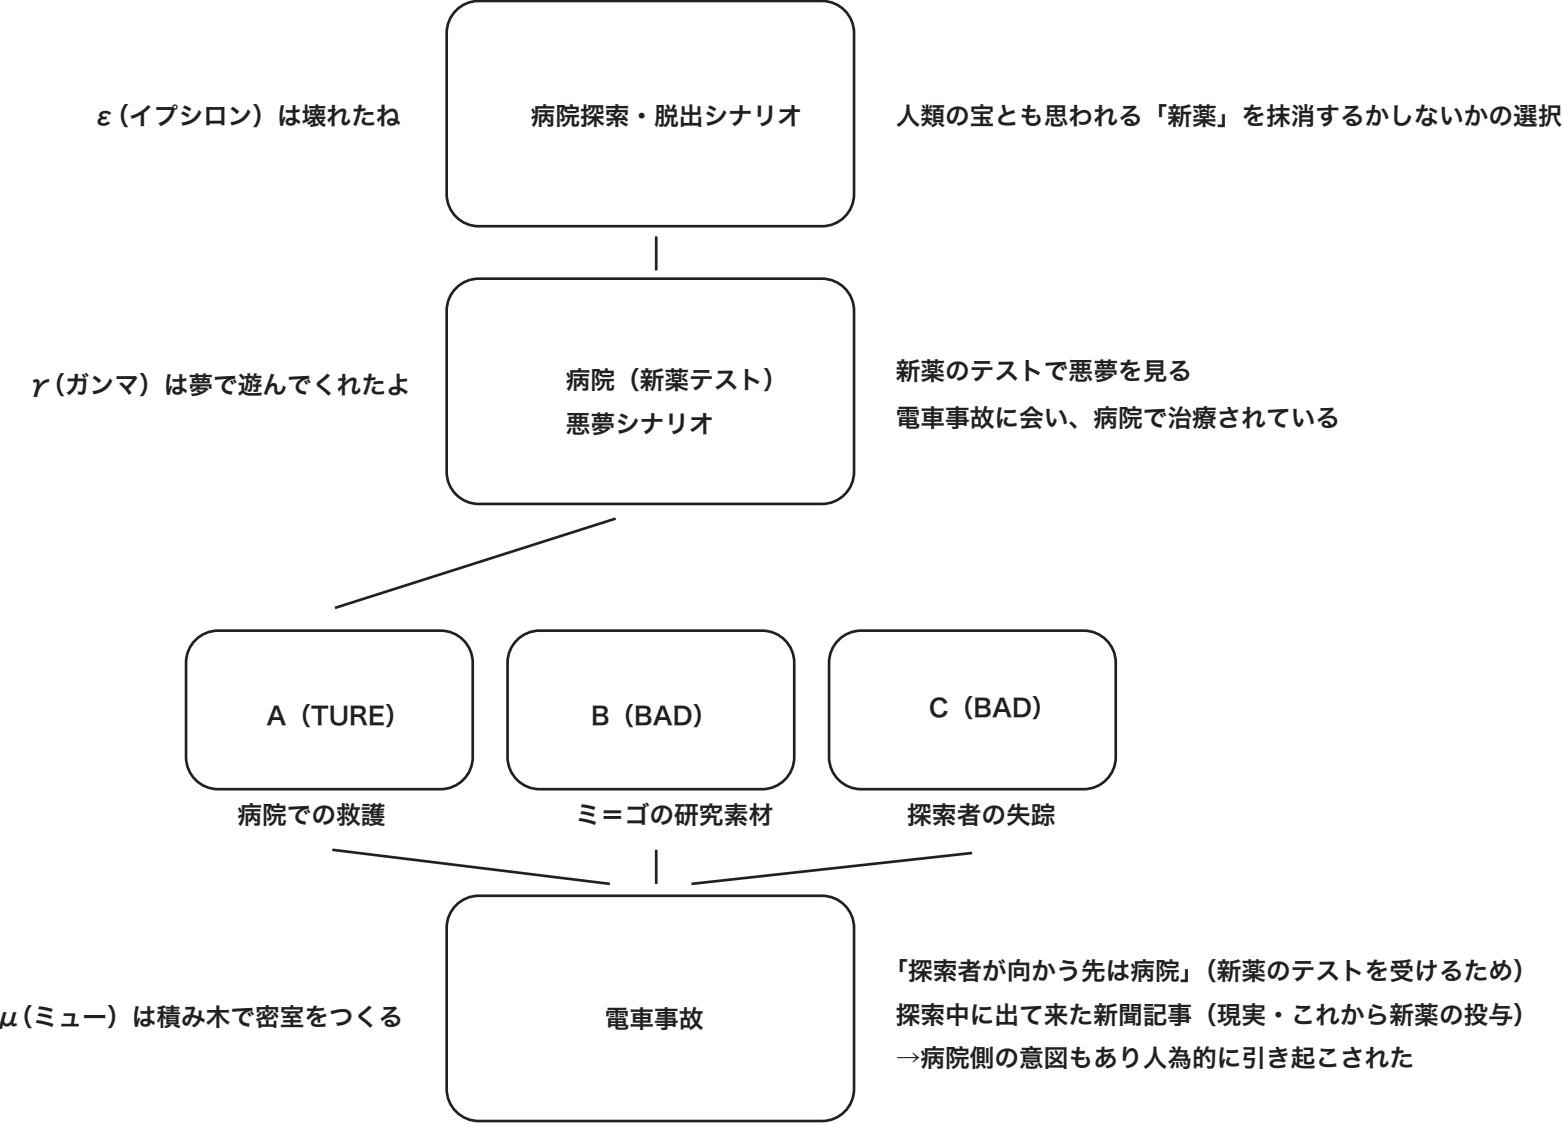 ε（イプシロン）は壊れたね
病院探索・脱出シナリオ
人類の宝とも思われる「新薬」を抹消するかしないかの選択
γ（ガンマ）は夢で遊んでくれたよ
病院（新薬テスト）
悪夢シナリオ
新薬のテストで悪夢を見る
電車事故に会い、病院で治療されている
A（TURE）
B（BAD）
C（BAD）
病院での救護
ミ＝ゴの研究素材
探索者の失踪
μ（ミュー）は積み木で密室をつくる
電車事故
「探索者が向かう先は病院」（新薬のテストを受けるため）
探索中に出て来た新聞記事（現実・これから新薬の投与）
→病院側の意図もあり人為的に引き起こされた